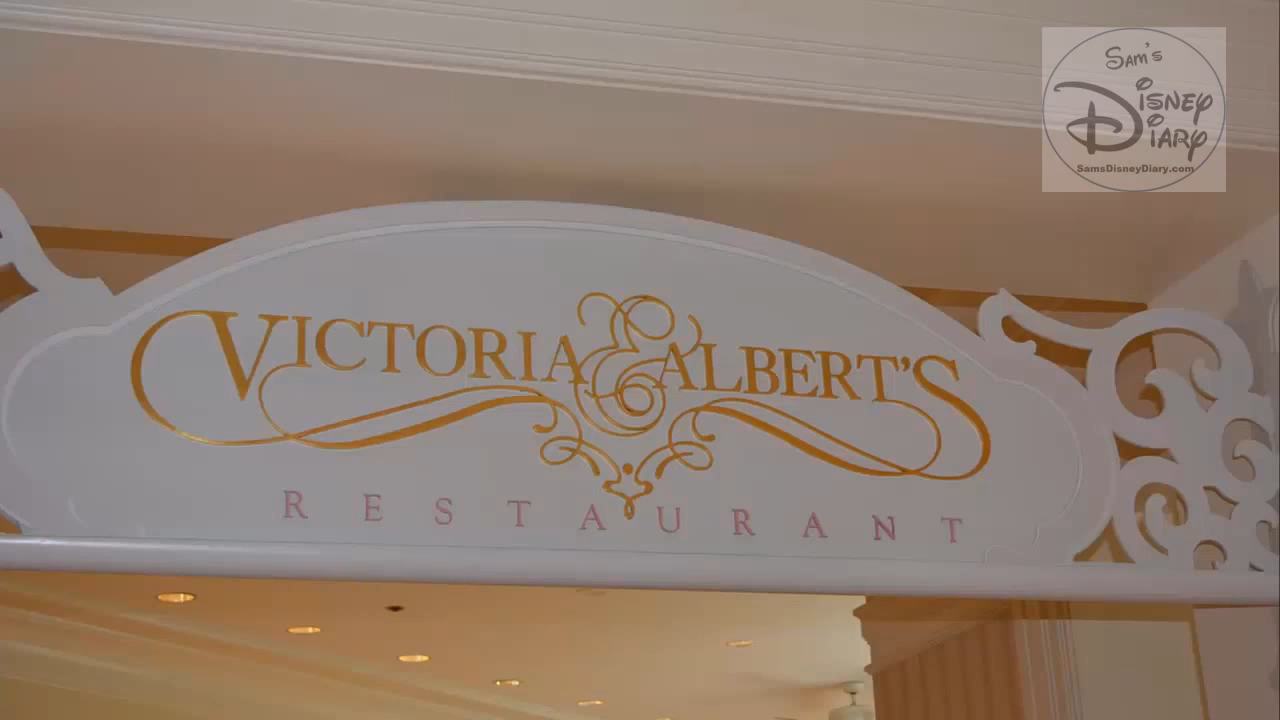 Sam's
Disney
Diary
SamsDisneyDiary.com
Victoria & Albert's
RESTAURANT